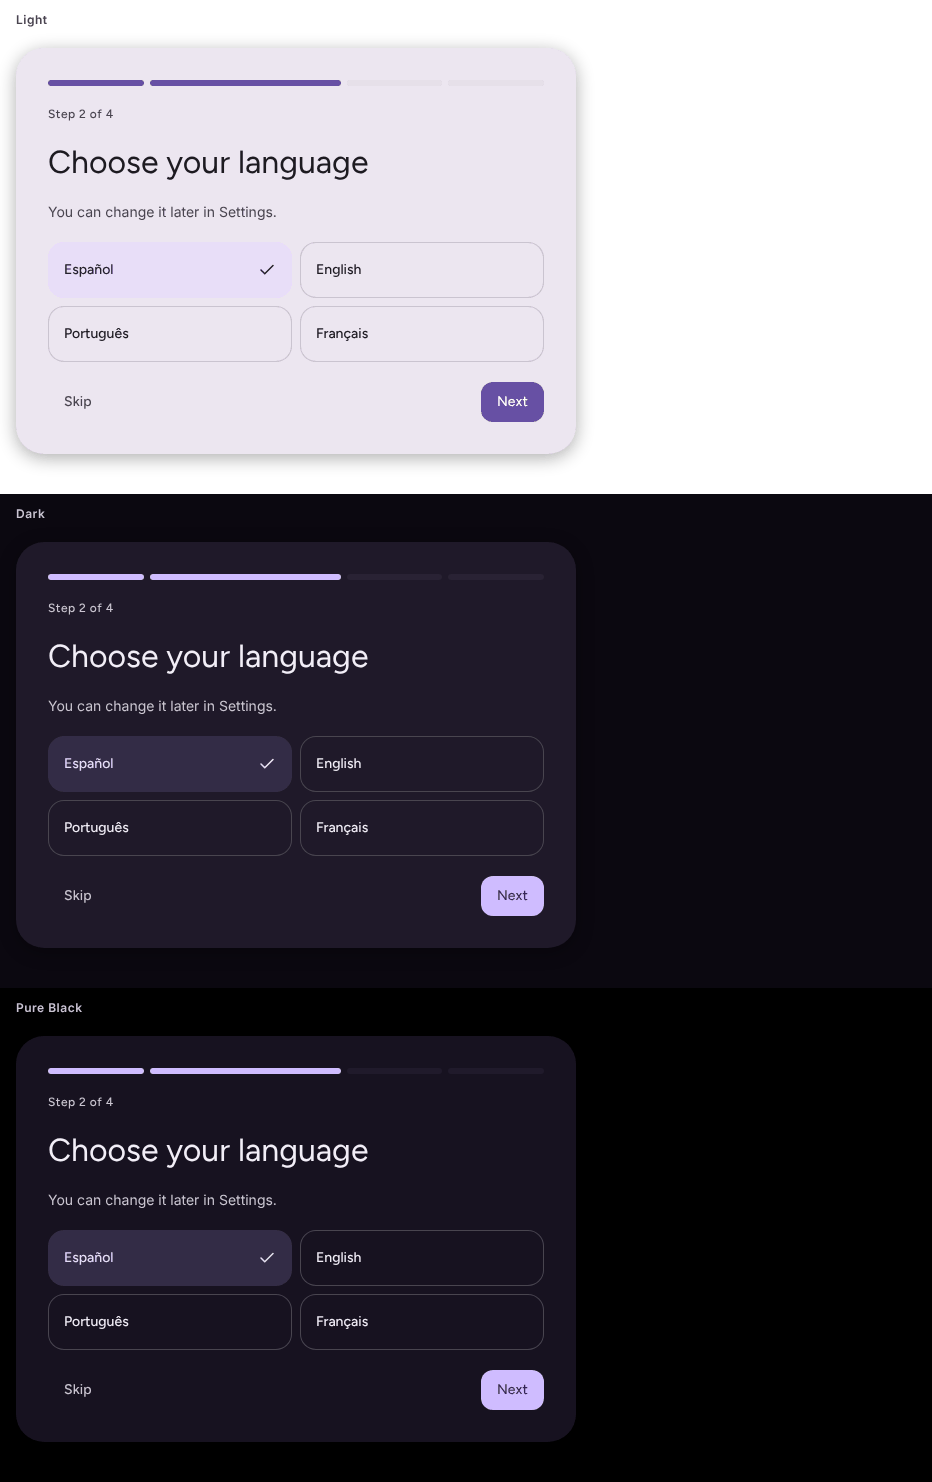 Light
Step 2 of 4
Choose your language
You can change it later in Settings.
Español
English
Português
Français
Skip
Next
Dark
Step 2 of 4
Choose your language
You can change it later in Settings.
Español
English
Português
Français
Skip
Next
Pure Black
Step 2 of 4
Choose your language
You can change it later in Settings.
Español
English
Português
Français
Skip
Next